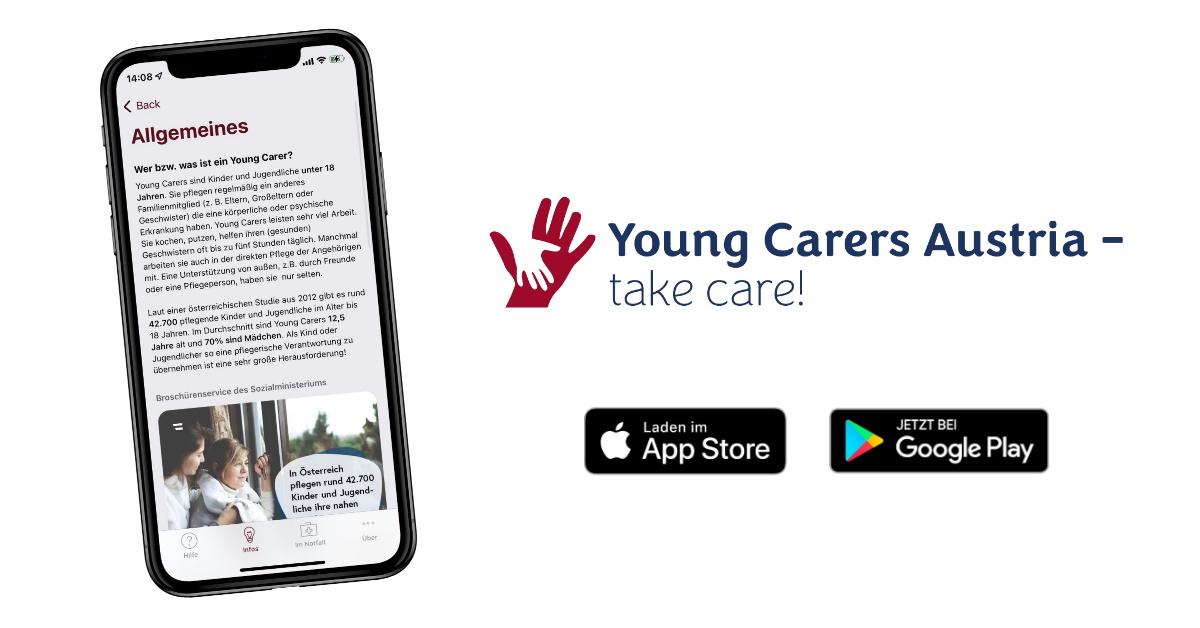 14:08
Back
Allgemeines
Wer bzw. was ist ein Young Carer?
Young Carers sind Kinder und Jugendliche unter 18
Jahren. Sie pflegen regelmäßig ein anderes
Familienmitglied (z. B. Eltern, Großeltern oder
Geschwister) die eine körperliche oder psychische
Erkrankung haben. Young Carers leisten sehr viel Arbeit.
Sie kochen, putzen, helfen ihren (gesunden)
Geschwistern oft bis zu fünf Stunden täglich. Manchmal
arbeiten sie auch in der direkten Pflege der Angehörigen
mit. Eine Unterstützung von außen, z.B. durch Freunde
oder eine Pflegeperson, haben sie nur selten.
Laut einer österreichischen Studie aus 2012 gibt es rund
42.700 pflegende Kinder und Jugendliche im Alter bis
18 Jahren. Im Durchschnitt sind Young Carers 12,5
Jahre alt und 70% sind Mädchen. Als Kind oder
Jugendlicher so eine pflegerische Verantwortung zu
übernehmen ist eine sehr große Herausforderung!
Broschürenservice des Sozialministeriums
In Österreich
pflegen rund 42.700
Kinder und Jugend-
liche ihre nahen
Hilfe
Infos
Im Notfall
Über
Young Carers Austria –
take care!
Laden im
App Store
JETZT BEI
Google Play